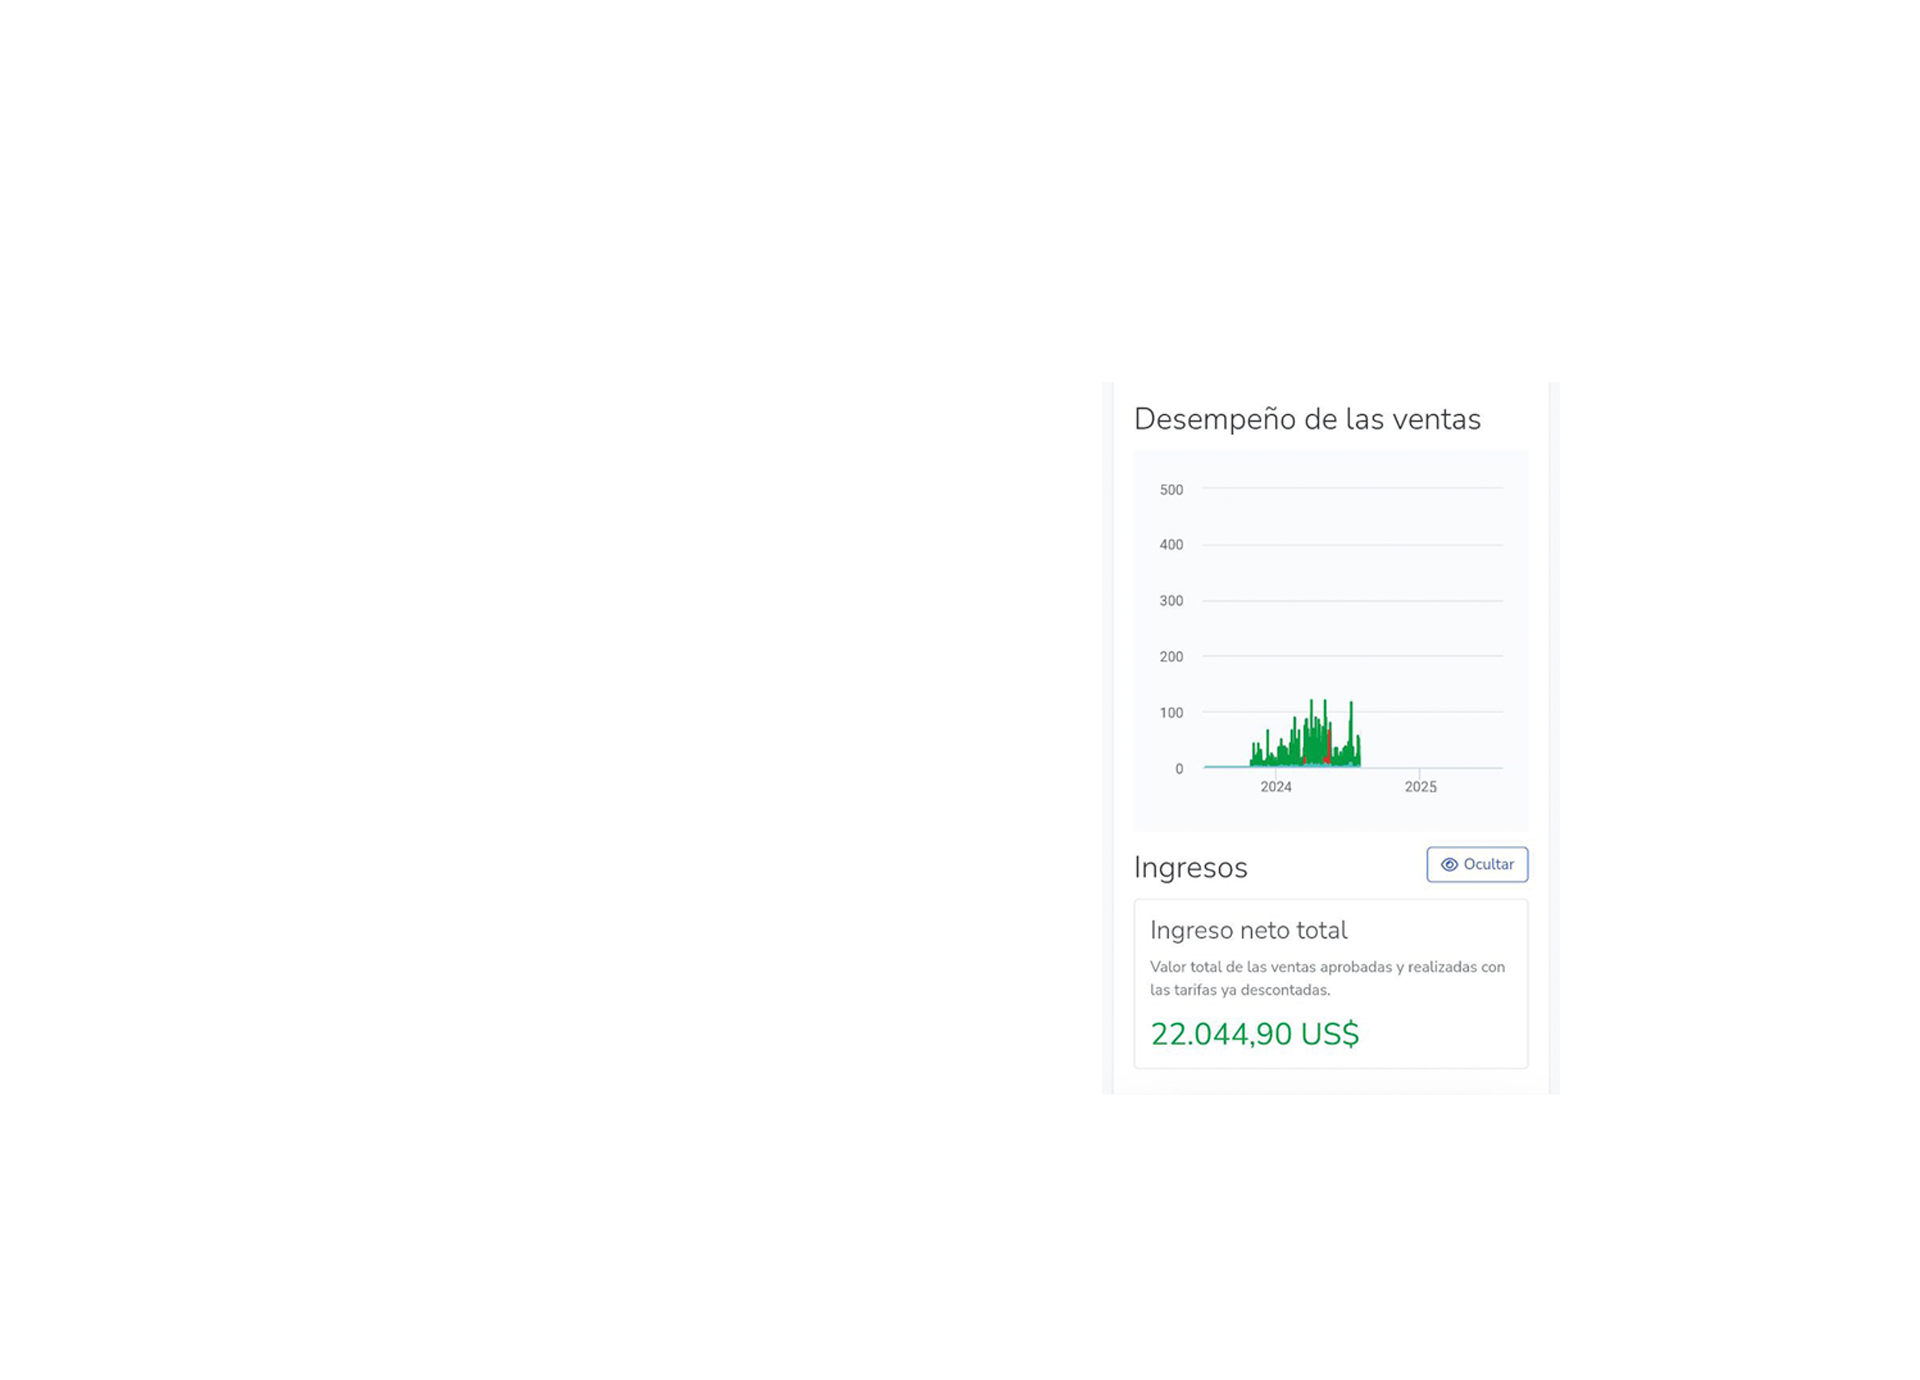 Desempeño de las ventas
500
400
300
200
100
0
2024
2025
Ingresos
Ocultar
Ingreso neto total
Valor total de las ventas aprobadas y realizadas con
las tarifas ya descontadas.
22.044,90 US$